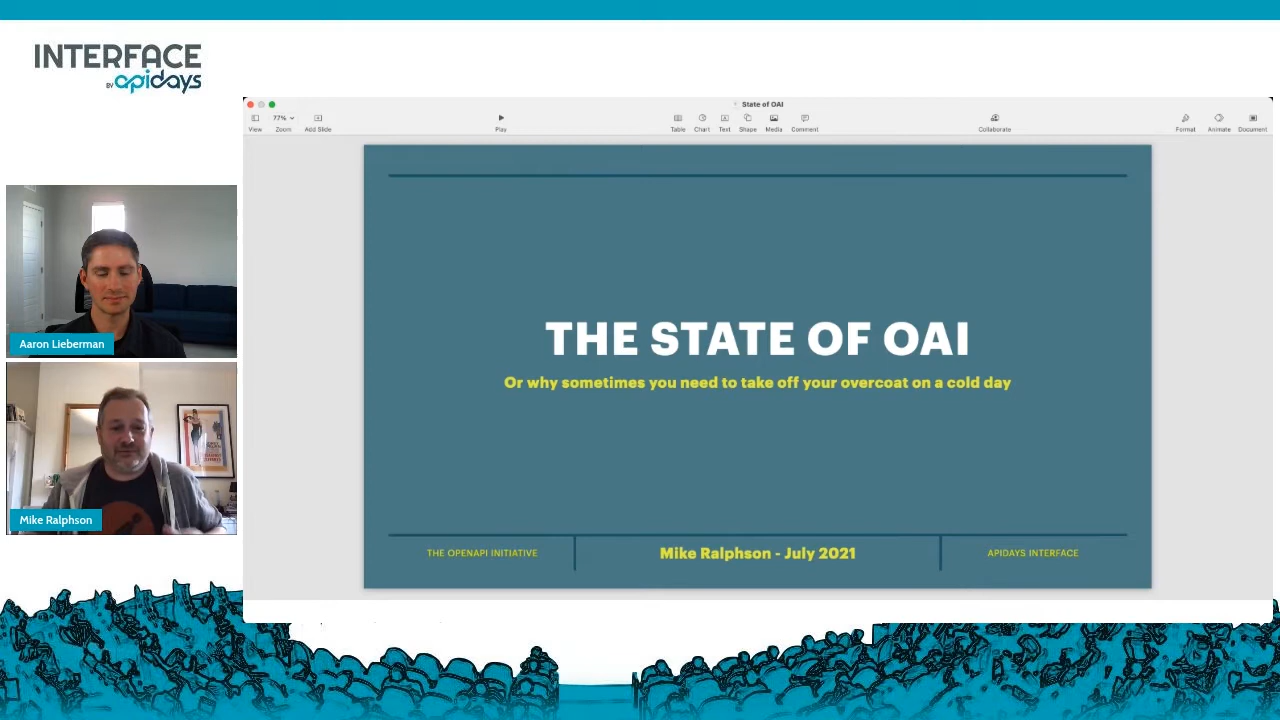 INTERFACE
BY apidays
State of OAI
77%
View
Zoom
Add Slide
Play
Table
Chart
Text
Shape
Media
Comment
Collaborate
Format
Animate
Document
Aaron Lieberman
Mike Ralphson
THE STATE OF OAI
Or why sometimes you need to take off your overcoat on a cold day
THE OPENAPI INITIATIVE
Mike Ralphson - July 2021
APIDAYS INTERFACE